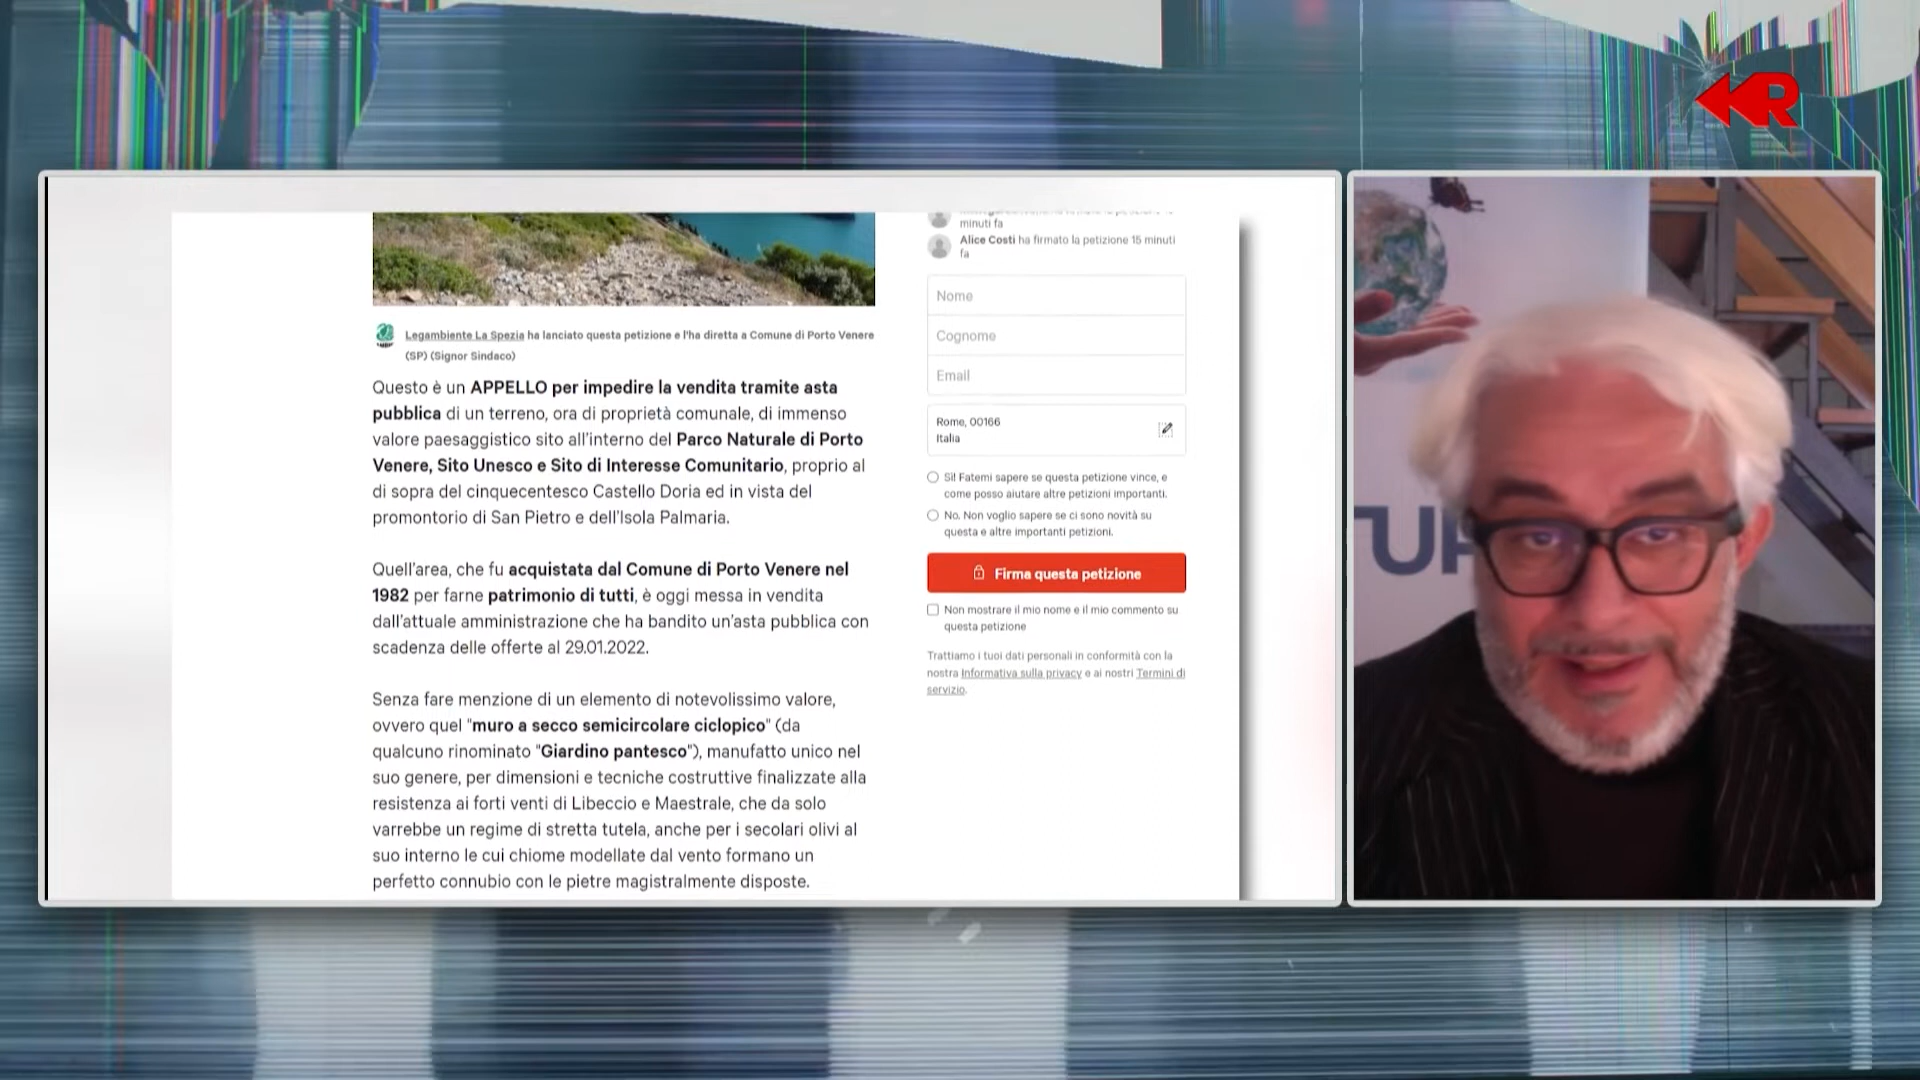 R
minuti fa
Alice Costi ha firmato la petizione 15 minuti
fa
Nome
Cognome
Email
Rome, 00166
Italia
Sì! Fatemi sapere se questa petizione vince, e
come posso aiutare altre petizioni importanti.
No. Non voglio sapere se ci sono novità su
questa e altre importanti petizioni.
Firma questa petizione
Non mostrare il mio nome e il mio commento su
questa petizione
Trattiamo i tuoi dati personali in conformità con la
nostra Informativa sulla privacy e ai nostri Termini di
servizio.
Legambiente La Spezia ha lanciato questa petizione e l'ha diretta a Comune di Porto Venere
(SP) (Signor Sindaco)
Questo è un APPELLO per impedire la vendita tramite asta
pubblica di un terreno, ora di proprietà comunale, di immenso
valore paesaggistico sito all'interno del Parco Naturale di Porto
Venere, Sito Unesco e Sito di Interesse Comunitario, proprio al
di sopra del cinquecentesco Castello Doria ed in vista del
promontorio di San Pietro e dell'Isola Palmaria.
Quell'area, che fu acquistata dal Comune di Porto Venere nel
1982 per farne patrimonio di tutti, è oggi messa in vendita
dall'attuale amministrazione che ha bandito un'asta pubblica con
scadenza delle offerte al 29.01.2022.
Senza fare menzione di un elemento di notevolissimo valore,
ovvero quel "muro a secco semicircolare ciclopico" (da
qualcuno rinominato "Giardino pantesco"), manufatto unico nel
suo genere, per dimensioni e tecniche costruttive finalizzate alla
resistenza ai forti venti di Libeccio e Maestrale, che da solo
varrebbe un regime di stretta tutela, anche per i secolari olivi al
suo interno le cui chiome modellate dal vento formano un
perfetto connubio con le pietre magistralmente disposte.